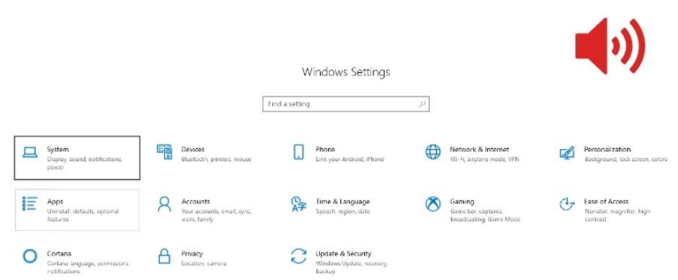 Windows Settings
Find a setting
System
Display, sound, notifications,
power
Devices
Bluetooth, printers, mouse
Phone
Link your Android, iPhone
Network & Internet
Wi-Fi, airplane mode, VPN
Personalization
Background, lock screen, colors
Apps
Uninstall, defaults, optional
features
Accounts
Your accounts, email, sync,
work, family
Time & Language
Speech, region, date
Gaming
Game bar, captures,
broadcasting, Game Mode
Ease of Access
Narrator, magnifier, high
contrast
Cortana
Cortana language, permissions,
notifications
Privacy
Location, camera
Update & Security
Windows Update, recovery,
backup